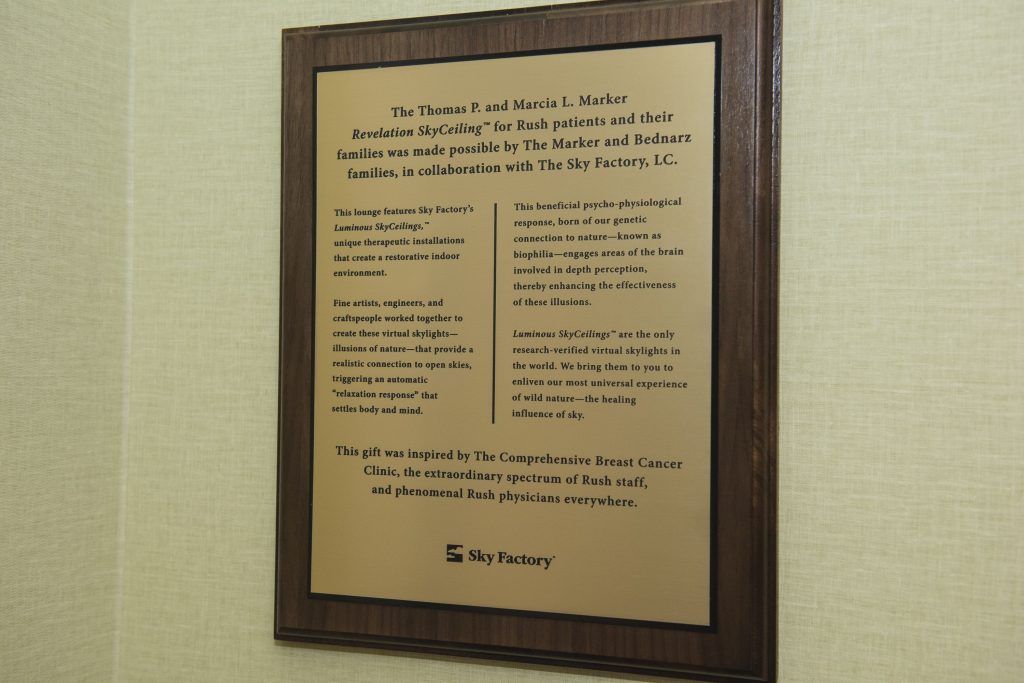 The Thomas P. and Marcia L. Marker
Revelation SkyCeiling™ for Rush patients and their
families was made possible by The Marker and Bednarz
families, in collaboration with The Sky Factory, LC.
This lounge features Sky Factory's
Luminous SkyCeilings,™
unique therapeutic installations
that create a restorative indoor
environment.
Fine artists, engineers, and
craftspeople worked together to
create these virtual skylights—
illusions of nature—that provide a
realistic connection to open skies,
triggering an automatic
"relaxation response" that
settles body and mind.
This beneficial psycho-physiological
response, born of our genetic
connection to nature—known as
biophilia—engages areas of the brain
involved in depth perception,
thereby enhancing the effectiveness
of these illusions.
Luminous SkyCeilings™ are the only
research-verified virtual skylights in
the world. We bring them to you to
enliven our most universal experience
of wild nature—the healing
influence of sky.
This gift was inspired by The Comprehensive Breast Cancer
Clinic, the extraordinary spectrum of Rush staff,
and phenomenal Rush physicians everywhere.
Sky Factory